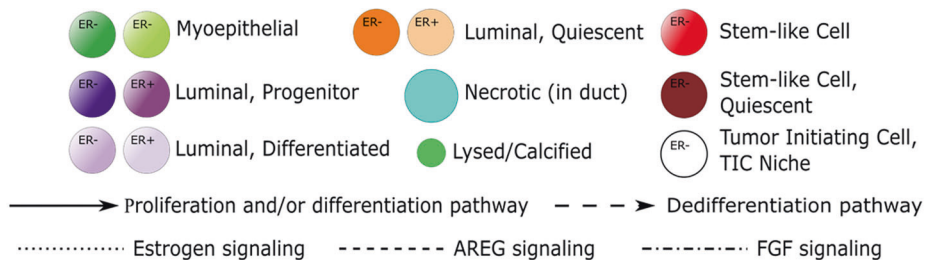 ER- ER- Myoepithelial ER- ER+ Luminal, Quiescent ER- Stem-like Cell
ER- ER+ Luminal, Progenitor Necrotic (in duct) ER- Stem-like Cell,
Quiescent
ER- ER+ Luminal, Differentiated Lysed/Calcified ER- Tumor Initiating Cell,
TIC Niche
Proliferation and/or differentiation pathway Dedifferentiation pathway
Estrogen signaling AREG signaling FGF signaling